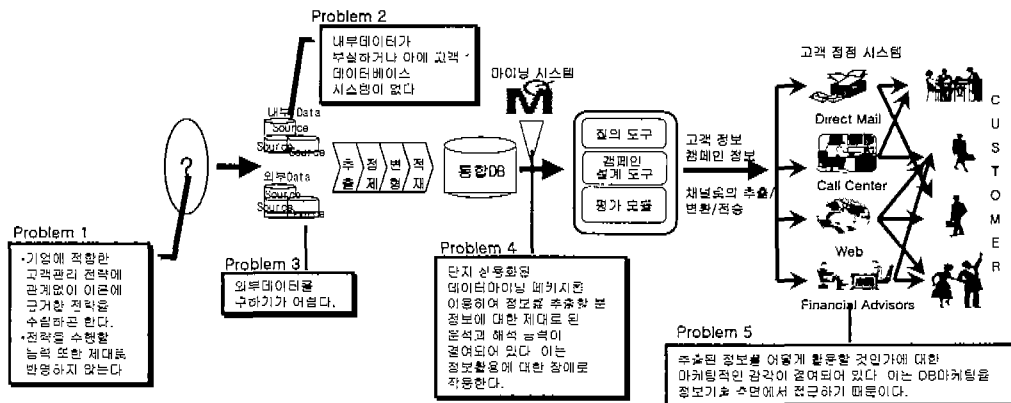 Problem 2
내부데이터가
부실하거나 아예 고객
데이터베이스
시스템이 없다
내부 Data
Source
Source
Source
외부Data
Source
Source
?
추출
정제
변형
적재
통합DB
마이닝 시스템
M
질의 도구
캠페인
설계 도구
평가 모듈
고객 정보
캠페인 정보
채널로의 추출/
변환/전송
고객 접점 시스템
Direct Mail
Call Center
Web
Financial Advisors
CUSTOMER
Problem 1
•기업에 적합한
고객관리 전략에
관계없이 이론에
근거한 전략을
수립하곤 한다.
•전략을 수행할
능력 또한 제대로
반영하지 않는다
Problem 3
외부데이터를
구하기가 어렵다.
Problem 4
단지 상용화된
데이터마이닝 패키지를
이용하여 정보를 추출할 뿐
정보에 대한 제대로 된
분석과 해석 능력이
결여되어 있다 이는
정보활용에 대한 장애로
작용한다.
Problem 5
추출된 정보를 어떻게 활용할 것인가에 대한
마케팅적인 감각이 결여되어 있다 이는 DB마케팅을
정보기술 측면에서 접근하기 때문이다.